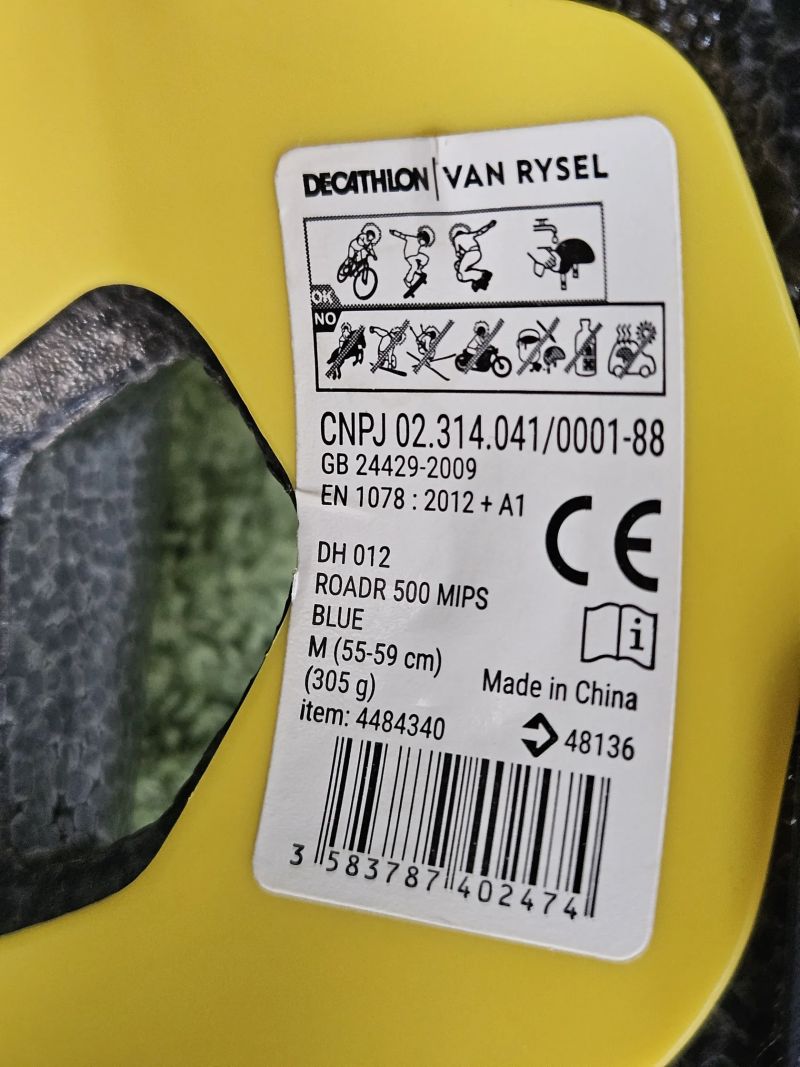 DECATHLON | VAN RYSEL
OK
NO
CNPJ 02.314.041/0001-88
GB 24429-2009
EN 1078 : 2012 + A1
CE
DH 012
ROADR 500 MIPS
BLUE
M (55-59 cm)
(305 g)
Made in China
item: 4484340
48136
3 583787 402474